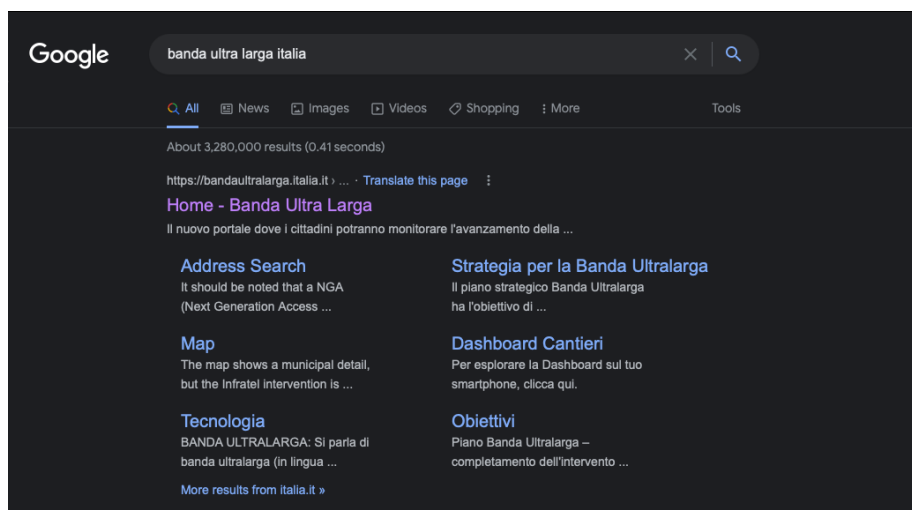 Google
banda ultra larga italia
All News Images Videos Shopping More Tools
About 3,280,000 results (0.41 seconds)
https://bandaultralarga.italia.it › ... · Translate this page
Home - Banda Ultra Larga
Il nuovo portale dove i cittadini potranno monitorare l'avanzamento della ...
Address Search
It should be noted that a NGA
(Next Generation Access ...
Strategia per la Banda Ultralarga
Il piano strategico Banda Ultralarga
ha l'obiettivo di ...
Map
The map shows a municipal detail,
but the Infratel intervention is ...
Dashboard Cantieri
Per esplorare la Dashboard sul tuo
smartphone, clicca qui.
Tecnologia
BANDA ULTRALARGA: Si parla di
banda ultralarga (in lingua ...
Obiettivi
Piano Banda Ultralarga –
completamento dell'intervento ...
More results from italia.it »